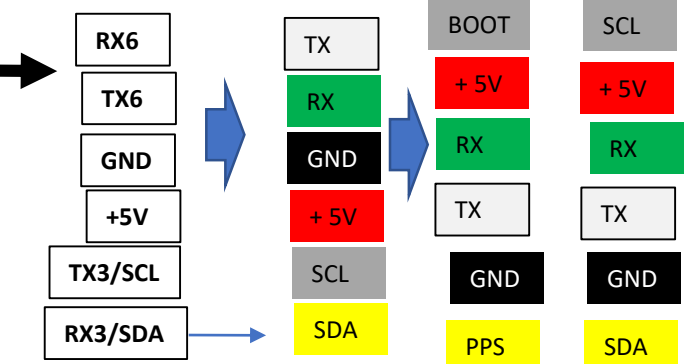 RX6
TX6
GND
+5V
TX3/SCL
RX3/SDA
TX
RX
GND
+ 5V
SCL
SDA
BOOT
+ 5V
RX
TX
GND
PPS
SCL
+ 5V
RX
TX
GND
SDA